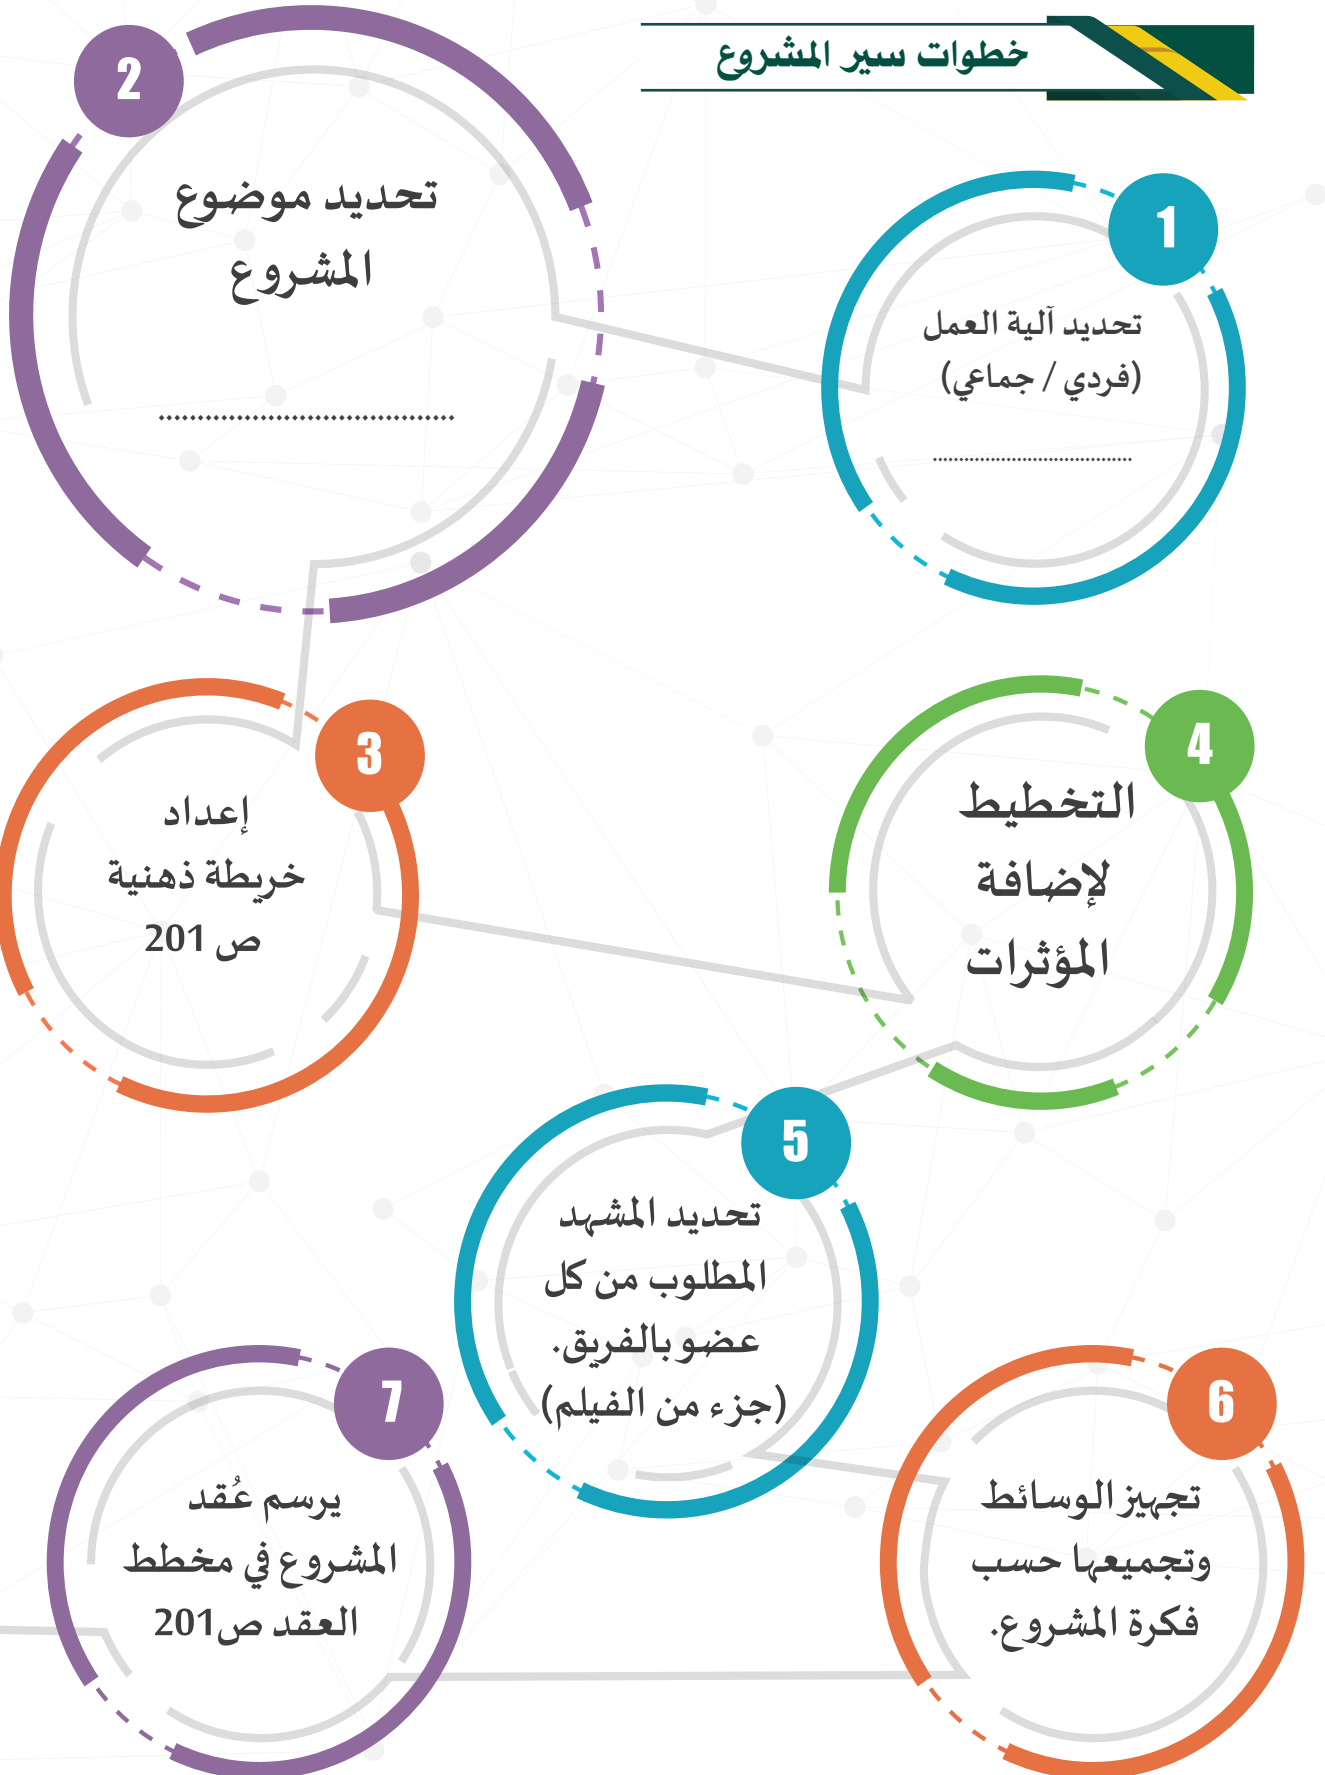 خطوات سير المشروع
1
تحديد آلية العمل
(فردي / جماعي)
....................................
2
تحديد موضوع
المشروع
....................................
3
إعداد
خريطة ذهنية
ص 201
4
التخطيط
لإضافة
المؤثرات
5
تحديد المشهد
المطلوب من كل
عضو بالفريق.
(جزء من الفيلم)
6
تجهيز الوسائط
وتجميعها حسب
فكرة المشروع.
7
يرسم عُقد
المشروع في مخطط
العقد ص201